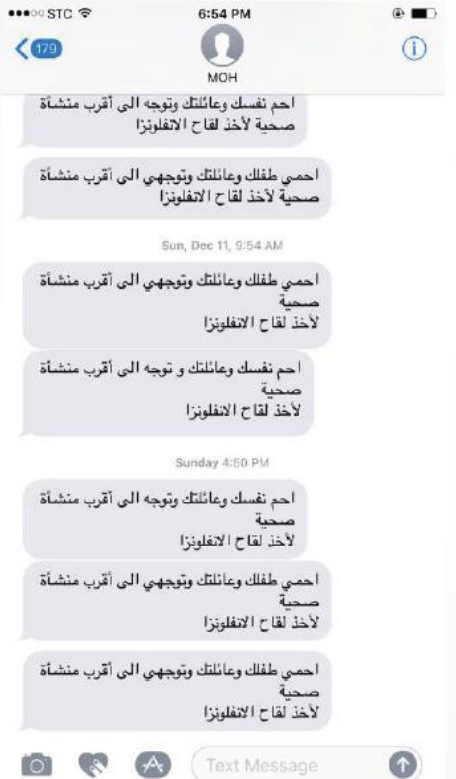 STC
6:54 PM
179
MOH
احم نفسك وعائلتك وتوجه الى أقرب منشأة
صحية لأخذ لقاح الانفلونزا
احمي طفلك وعائلتك وتوجهي الى أقرب منشأة
صحية لأخذ لقاح الانفلونزا
Sun, Dec 11, 9:54 AM
احمي طفلك وعائلتك وتوجهي الى أقرب منشأة
صحية
لأخذ لقاح الانفلونزا
احم نفسك وعائلتك و توجه الى أقرب منشأة
صحية
لأخذ لقاح الانفلونزا
Sunday 4:50 PM
احم نفسك وعائلتك وتوجه الى أقرب منشأة
صحية
لأخذ لقاح الانفلونزا
احمي طفلك وعائلتك وتوجهي الى أقرب منشأة
صحية
لأخذ لقاح الانفلونزا
احمي طفلك وعائلتك وتوجهي الى أقرب منشأة
صحية
لأخذ لقاح الانفلونزا
Text Message